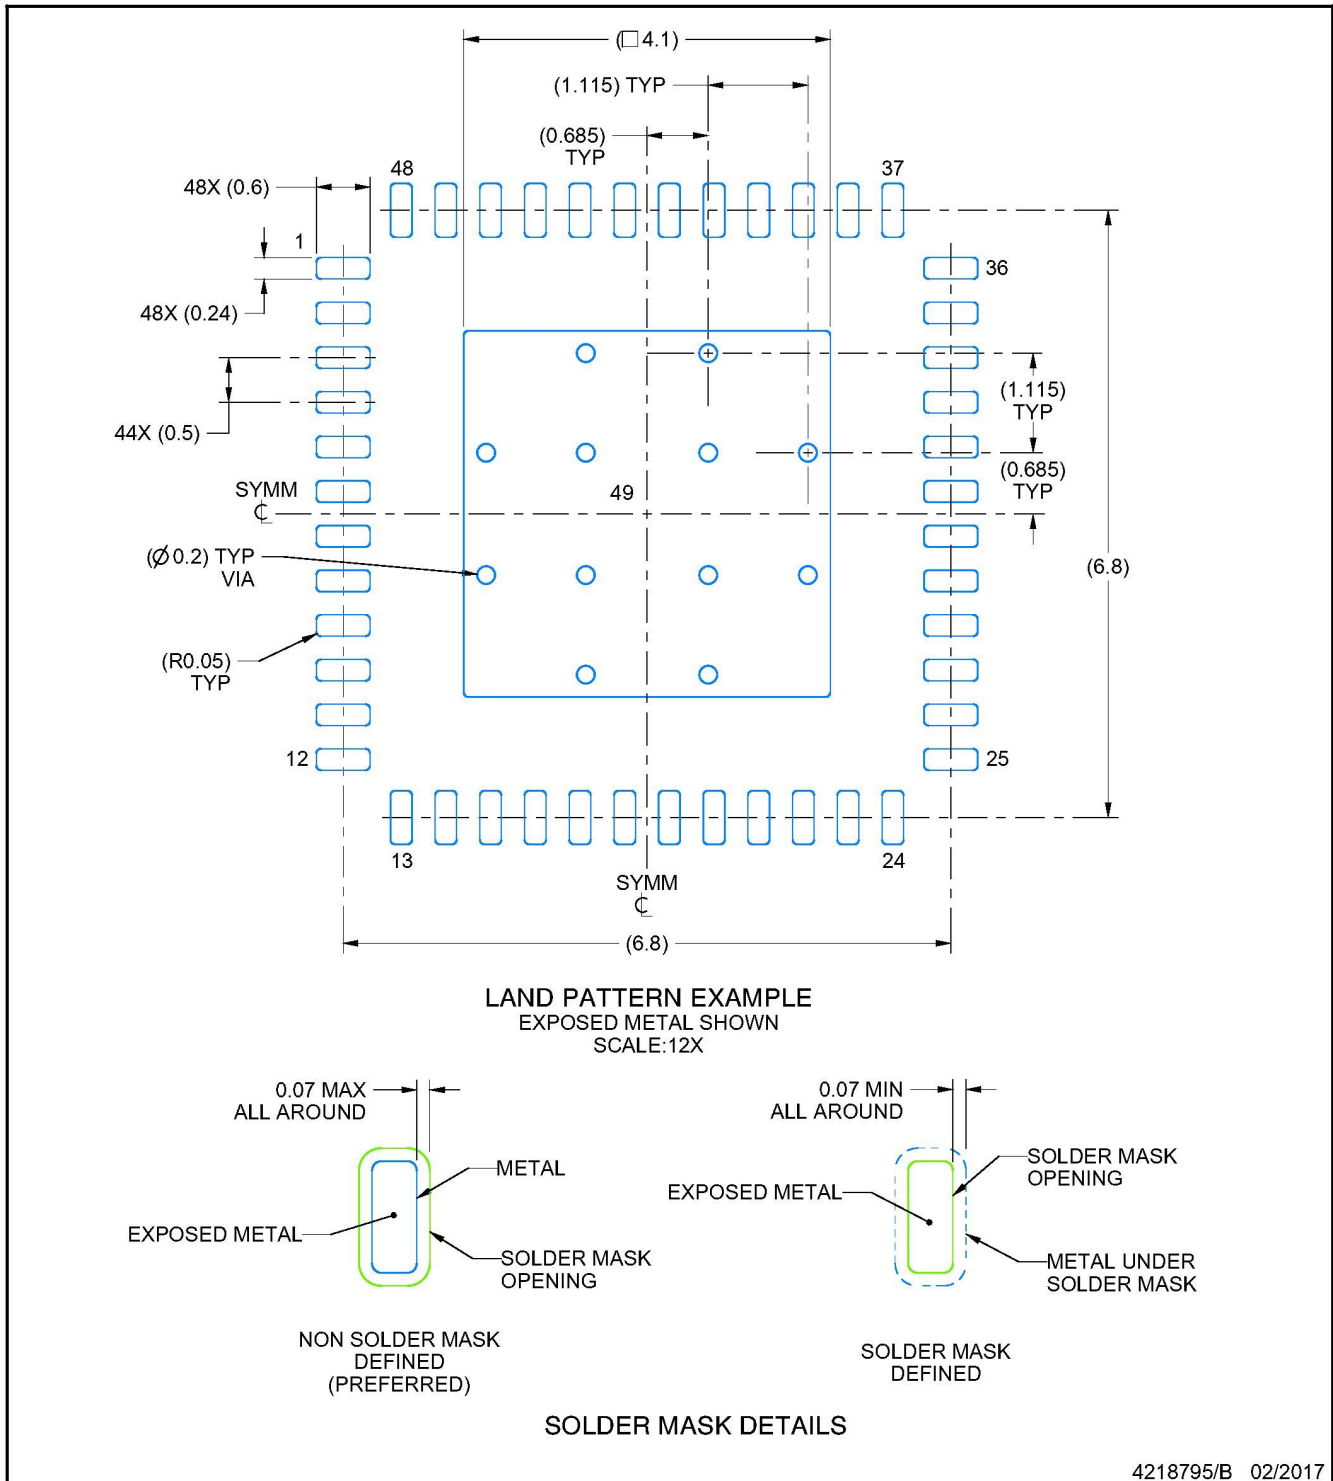 (□4.1)
(1.115) TYP
(0.685)
TYP
48
37
48X (0.6)
1
36
48X (0.24)
(1.115)
TYP
44X (0.5)
(0.685)
TYP
SYMM
℄
49
(Ø0.2) TYP
VIA
(6.8)
(R0.05)
TYP
12
25
13
24
SYMM
℄
(6.8)
LAND PATTERN EXAMPLE
EXPOSED METAL SHOWN
SCALE:12X
0.07 MAX
ALL AROUND
METAL
EXPOSED METAL
SOLDER MASK
OPENING
NON SOLDER MASK
DEFINED
(PREFERRED)
0.07 MIN
ALL AROUND
SOLDER MASK
OPENING
EXPOSED METAL
METAL UNDER
SOLDER MASK
SOLDER MASK
DEFINED
SOLDER MASK DETAILS
4218795/B 02/2017